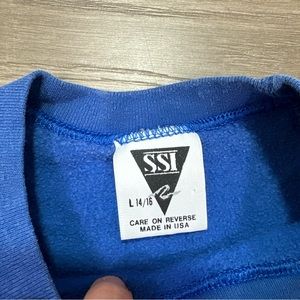 SSI
L 14/16
CARE ON REVERSE
MADE IN USA